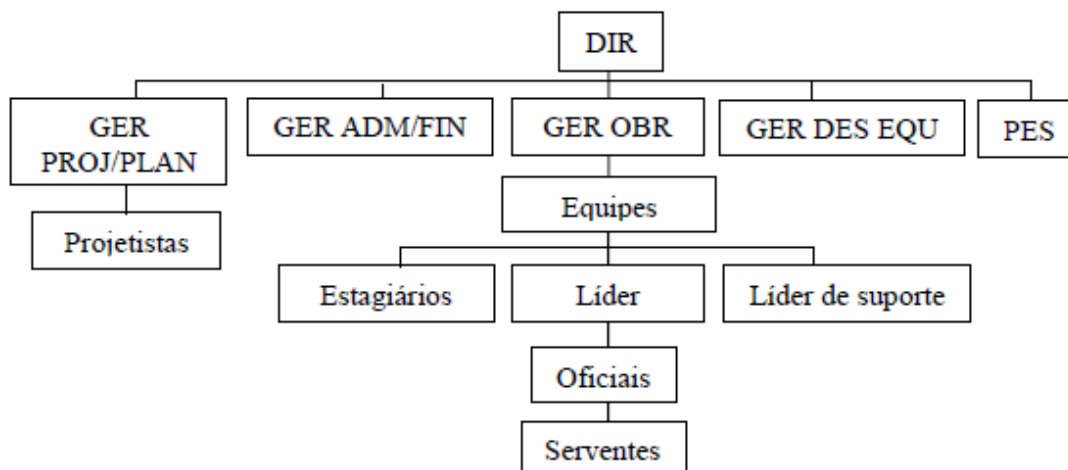 DIR
GER
PROJ/PLAN
GER ADM/FIN
GER OBR
GER DES EQU
PES
Projetistas
Equipes
Estagiários
Líder
Líder de suporte
Oficiais
Serventes